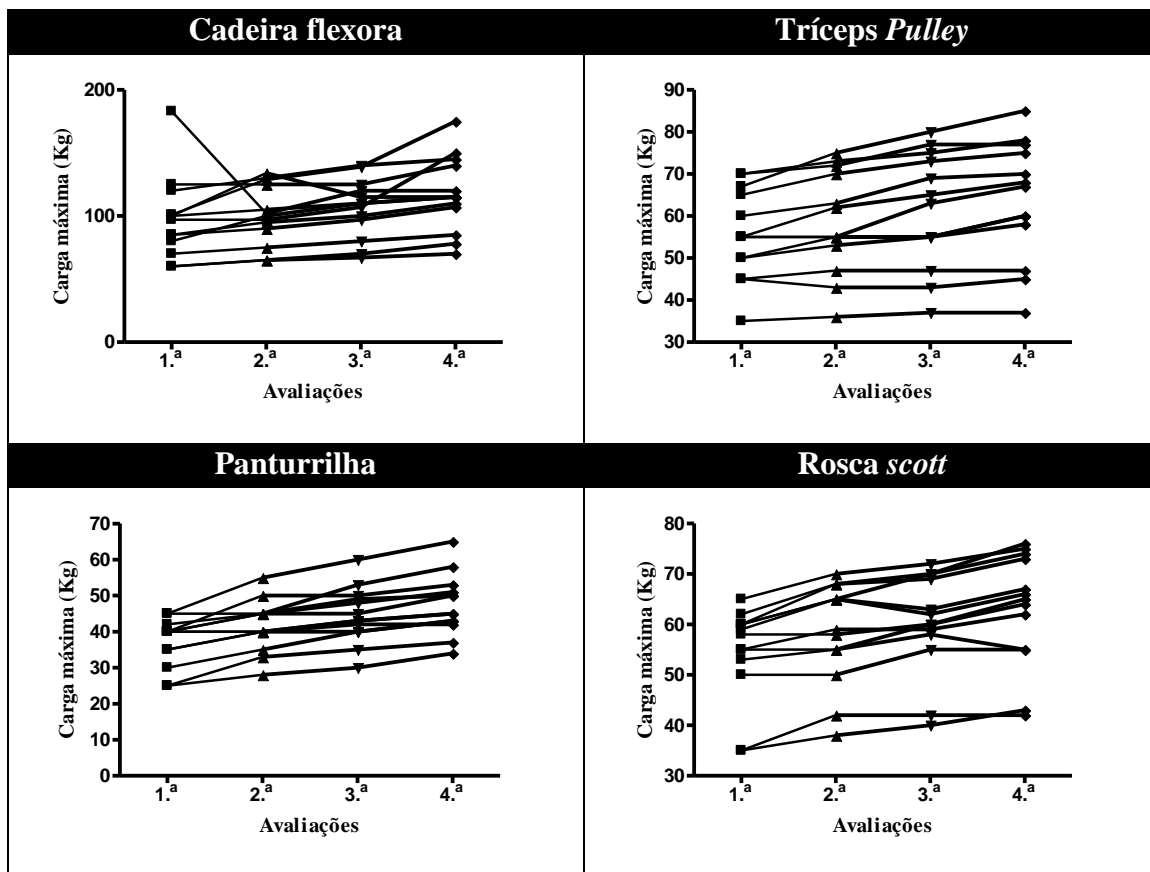 Cadeira flexora
Carga máxima (Kg)
200
100
0
1.ª 2.ª 3.ª 4.ª
Avaliações
Tríceps Pulley
Carga máxima (Kg)
90
80
70
60
50
40
30
1.ª 2.ª 3.ª 4.ª
Avaliações
Panturrilha
Carga máxima (Kg)
70
60
50
40
30
20
10
0
1.ª 2.ª 3.ª 4.ª
Avaliações
Rosca scott
Carga máxima (Kg)
80
70
60
50
40
30
1.ª 2.ª 3.ª 4.ª
Avaliações